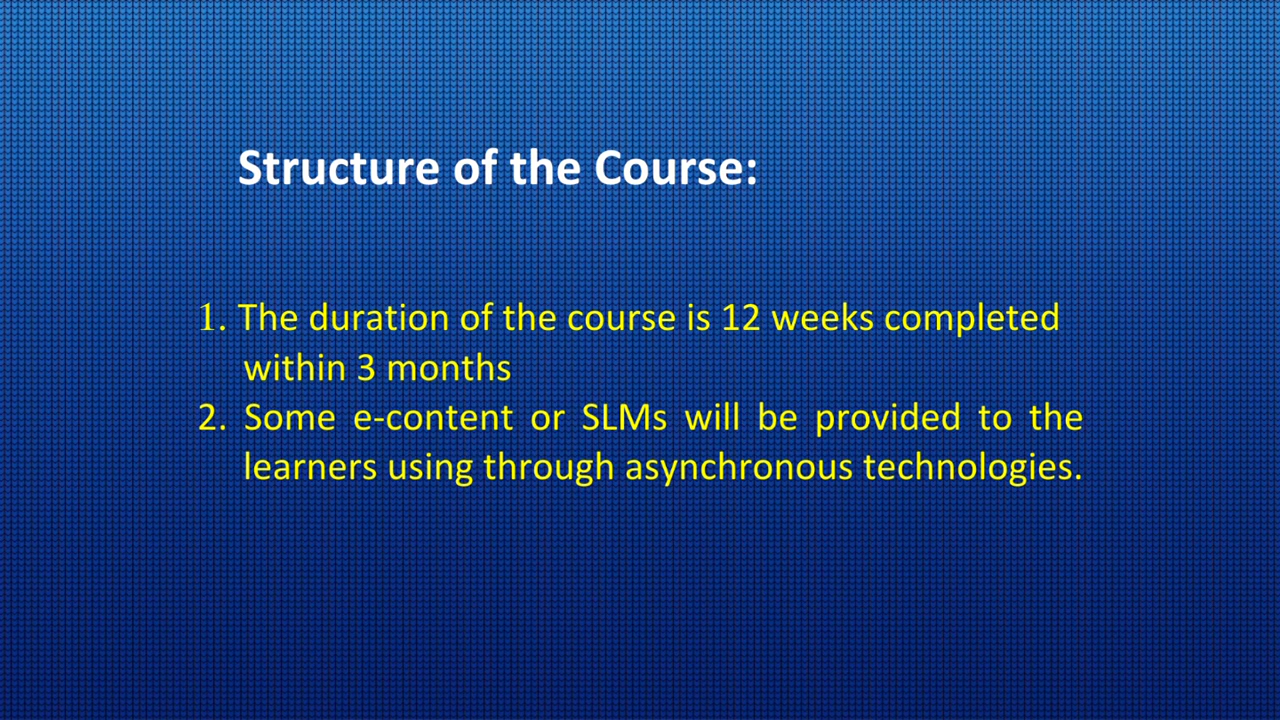 Structure of the Course:
1. The duration of the course is 12 weeks completed
within 3 months
2. Some e-content or SLMs will be provided to the
learners using through asynchronous technologies.